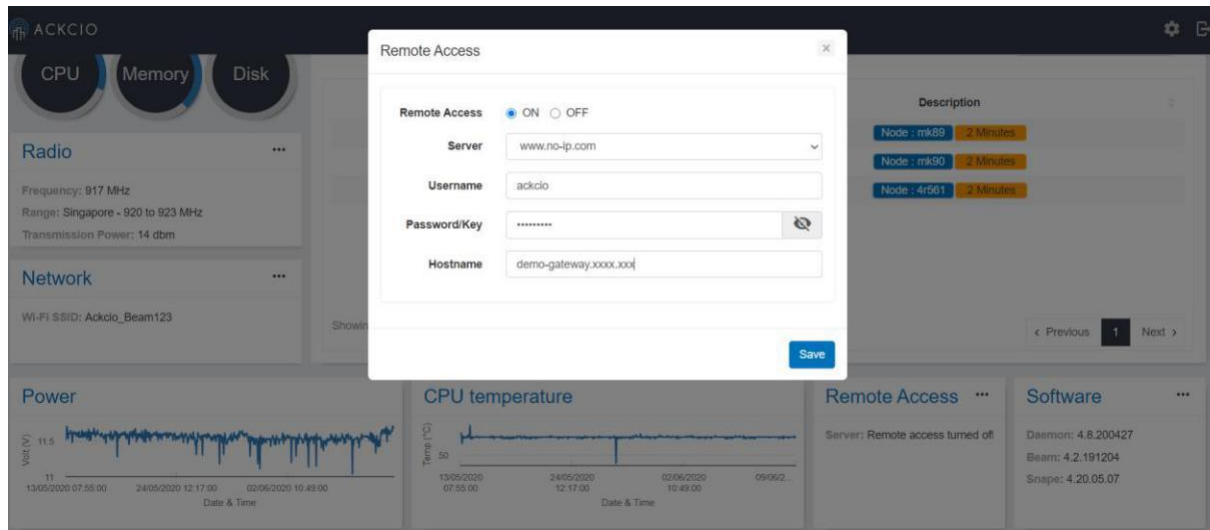 ACKCIO
CPU
Memory
Disk
Radio
Frequency: 917 MHz
Range: Singapore - 920 to 923 MHz
Transmission Power: 14 dbm
Network
Wi-Fi SSID: Ackcio_Beam123
Remote Access
×
Remote Access ON OFF
Server www.no-ip.com
Username ackcio
Password/Key •••••••••
Hostname demo-gateway.xxxx.xxx
Save
Description
Node : mk89 2 Minutes
Node : mk90 2 Minutes
Node : 4r561 2 Minutes
Showin
< Previous 1 Next >
Power
Volt (V)
11.5
11
13/05/2020 07:55:00 24/05/2020 12:17:00 02/06/2020 10:49:00
Date & Time
CPU temperature
Temp (°C)
50
13/05/2020 24/05/2020 02/06/2020 09/06/2...
07:55:00 12:17:00 10:49:00
Date & Time
Remote Access
Server: Remote access turned off
Software
Daemon: 4.8.200427
Beam: 4.2.191204
Snape: 4.20.05.07